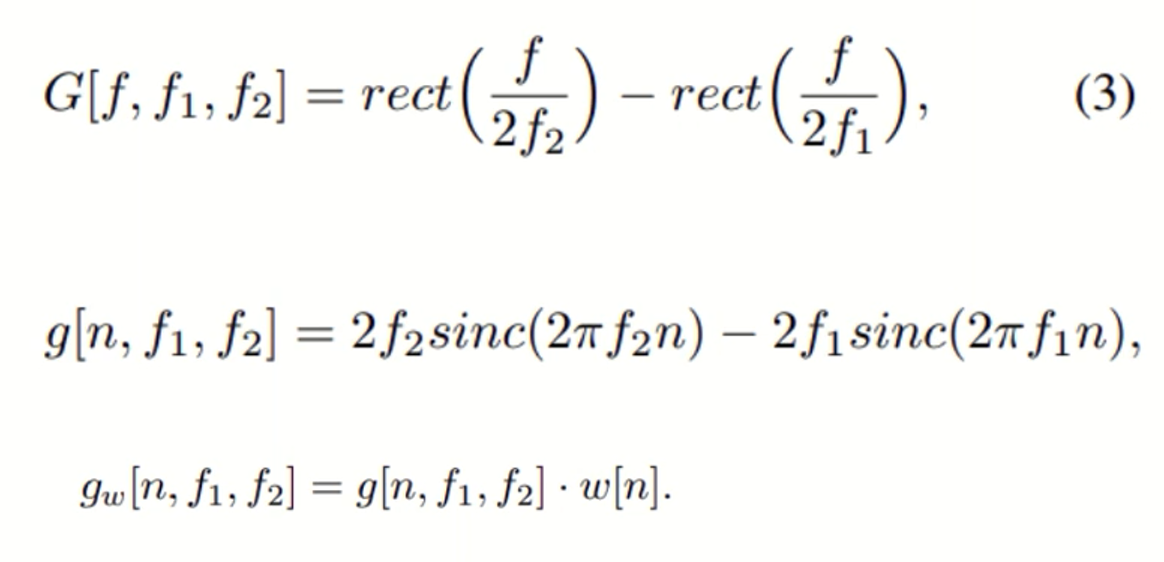 G[f, f₁, f₂] = rect(f/2f₂) − rect(f/2f₁), (3)
g[n, f₁, f₂] = 2f₂sinc(2πf₂n) − 2f₁sinc(2πf₁n),
g_w[n, f₁, f₂] = g[n, f₁, f₂] · w[n].